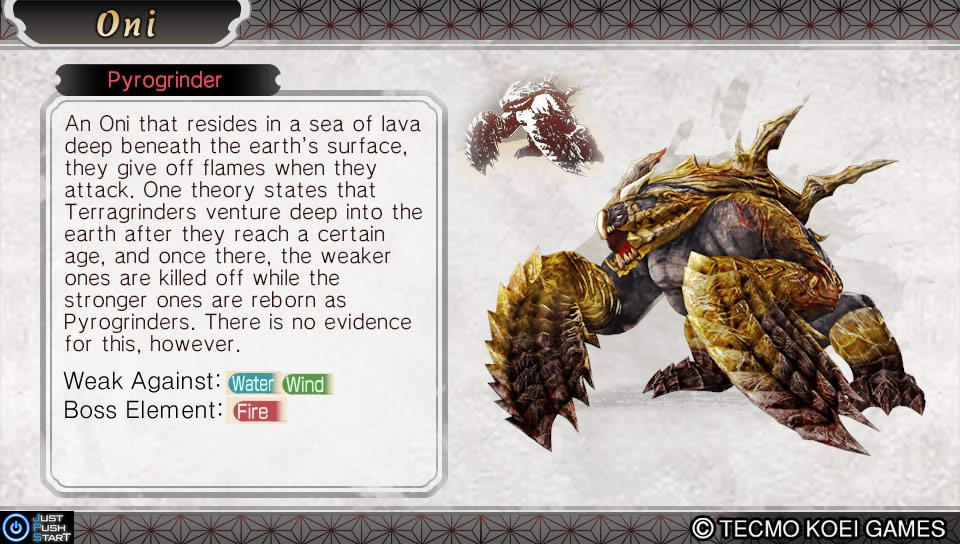 Oni
Pyrogrinder
An Oni that resides in a sea of lava
deep beneath the earth's surface,
they give off flames when they
attack. One theory states that
Terragrinders venture deep into the
earth after they reach a certain
age, and once there, the weaker
ones are killed off while the
stronger ones are reborn as
Pyrogrinders. There is no evidence
for this, however.
Weak Against: Water Wind
Boss Element: Fire
JUST
PUSH
START
© TECMO KOEI GAMES